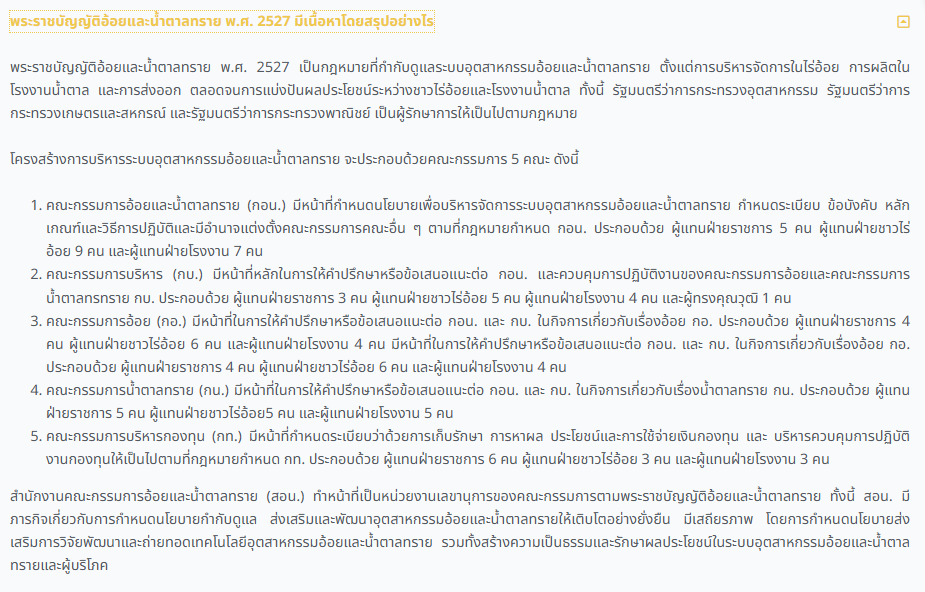 พระราชบัญญัติอ้อยและน้ำตาลทราย พ.ศ. 2527 มีเนื้อหาโดยสรุปอย่างไร
พระราชบัญญัติอ้อยและน้ำตาลทราย พ.ศ. 2527 เป็นกฎหมายที่กำกับดูแลระบบอุตสาหกรรมอ้อยและน้ำตาลทราย ตั้งแต่การบริหารจัดการในไร่อ้อย การผลิตใน
โรงงานน้ำตาล และการส่งออก ตลอดจนการแบ่งปันผลประโยชน์ระหว่างชาวไร่อ้อยและโรงงานน้ำตาล ทั้งนี้ รัฐมนตรีว่าการกระทรวงอุตสาหกรรม รัฐมนตรีว่าการ
กระทรวงเกษตรและสหกรณ์ และรัฐมนตรีว่าการกระทรวงพาณิชย์ เป็นผู้รักษาการให้เป็นไปตามกฎหมาย
โครงสร้างการบริหารระบบอุตสาหกรรมอ้อยและน้ำตาลทราย จะประกอบด้วยคณะกรรมการ 5 คณะ ดังนี้
1. คณะกรรมการอ้อยและน้ำตาลทราย (กอน.) มีหน้าที่กำหนดนโยบายเพื่อบริหารจัดการระบบอุตสาหกรรมอ้อยและน้ำตาลทราย กำหนดระเบียบ ข้อบังคับ หลัก
เกณฑ์และวิธีการปฏิบัติและมีอำนาจแต่งตั้งคณะกรรมการคณะอื่น ๆ ตามที่กฎหมายกำหนด กอน. ประกอบด้วย ผู้แทนฝ่ายราชการ 5 คน ผู้แทนฝ่ายชาวไร่
อ้อย 9 คน และผู้แทนฝ่ายโรงงาน 7 คน
2. คณะกรรมการบริหาร (กบ.) มีหน้าที่หลักในการให้คำปรึกษาหรือข้อเสนอแนะต่อ กอน. และควบคุมการปฏิบัติงานของคณะกรรมการอ้อยและคณะกรรมการ
น้ำตาลทรทราย กบ. ประกอบด้วย ผู้แทนฝ่ายราชการ 3 คน ผู้แทนฝ่ายชาวไร่อ้อย 5 คน ผู้แทนฝ่ายโรงงาน 4 คน และผู้ทรงคุณวุฒิ 1 คน
3. คณะกรรมการอ้อย (กอ.) มีหน้าที่ในการให้คำปรึกษาหรือข้อเสนอแนะต่อ กอน. และ กบ. ในกิจการเกี่ยวกับเรื่องอ้อย กอ. ประกอบด้วย ผู้แทนฝ่ายราชการ 4
คน ผู้แทนฝ่ายชาวไร่อ้อย 6 คน และผู้แทนฝ่ายโรงงาน 4 คน มีหน้าที่ในการให้คำปรึกษาหรือข้อเสนอแนะต่อ กอน. และ กบ. ในกิจการเกี่ยวกับเรื่องอ้อย กอ.
ประกอบด้วย ผู้แทนฝ่ายราชการ 4 คน ผู้แทนฝ่ายชาวไร่อ้อย 6 คน และผู้แทนฝ่ายโรงงาน 4 คน
4. คณะกรรมการน้ำตาลทราย (กน.) มีหน้าที่ในการให้คำปรึกษาหรือข้อเสนอแนะต่อ กอน. และ กบ. ในกิจการเกี่ยวกับเรื่องน้ำตาลทราย กน. ประกอบด้วย ผู้แทน
ฝ่ายราชการ 5 คน ผู้แทนฝ่ายชาวไร่อ้อย5 คน และผู้แทนฝ่ายโรงงาน 5 คน
5. คณะกรรมการบริหารกองทุน (กท.) มีหน้าที่กำหนดระเบียบว่าด้วยการเก็บรักษา การหาผล ประโยชน์และการใช้จ่ายเงินกองทุน และ บริหารควบคุมการปฏิบัติ
งานกองทุนให้เป็นไปตามที่กฎหมายกำหนด กท. ประกอบด้วย ผู้แทนฝ่ายราชการ 6 คน ผู้แทนฝ่ายชาวไร่อ้อย 3 คน และผู้แทนฝ่ายโรงงาน 3 คน
สำนักงานคณะกรรมการอ้อยและน้ำตาลทราย (สอน.) ทำหน้าที่เป็นหน่วยงานเลขานุการของคณะกรรมการตามพระราชบัญญัติอ้อยและน้ำตาลทราย ทั้งนี้ สอน. มี
ภารกิจเกี่ยวกับการกำหนดนโยบายกำกับดูแล ส่งเสริมและพัฒนาอุตสาหกรรมอ้อยและน้ำตาลทรายให้เติบโตอย่างยั่งยืน มีเสถียรภาพ โดยการกำหนดนโยบายส่ง
เสริมการวิจัยพัฒนาและถ่ายทอดเทคโนโลยีอุตสาหกรรมอ้อยและน้ำตาลทราย รวมทั้งสร้างความเป็นธรรมและรักษาผลประโยชน์ในระบบอุตสาหกรรมอ้อยและน้ำตาล
ทรายและผู้บริโภค